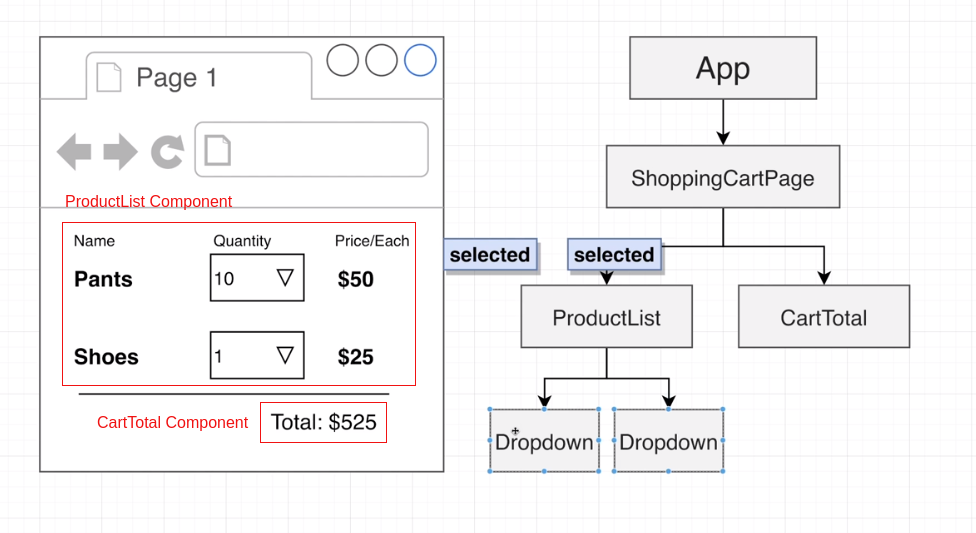 Page 1
ProductList Component
Name Quantity Price/Each
Pants 10 $50
Shoes 1 $25
CartTotal Component Total: $525
App
ShoppingCartPage
selected selected
ProductList CartTotal
Dropdown Dropdown